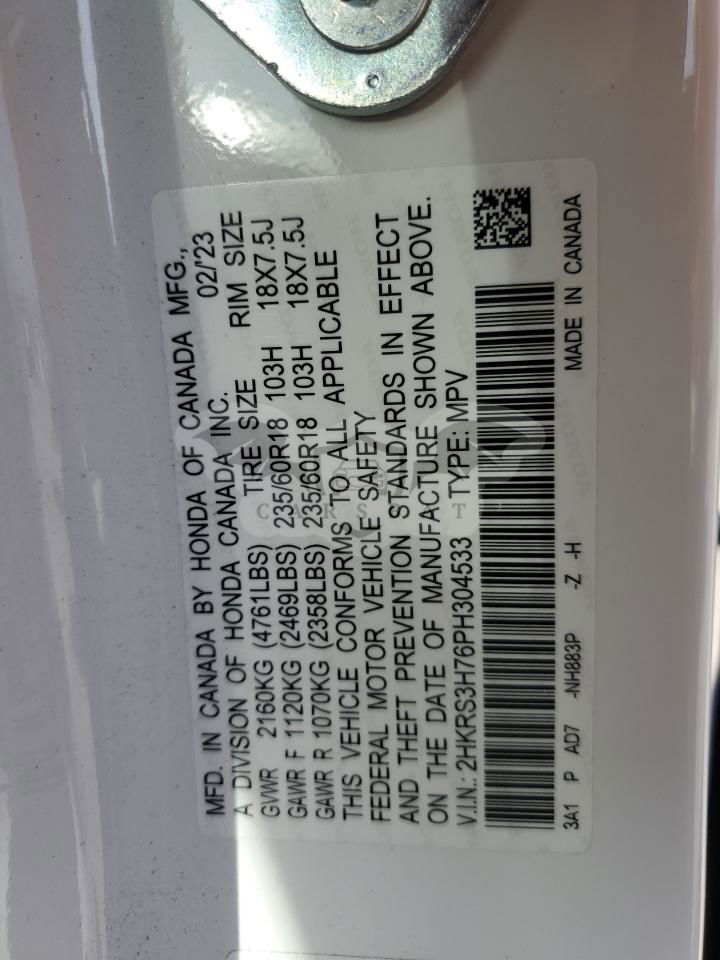 MFD. IN CANADA BY HONDA OF CANADA MFG.,
A DIVISION OF HONDA CANADA INC. 02/'23
GVWR 2160KG (4761LBS) TIRE SIZE RIM SIZE
GAWR F 1120KG (2469LBS) 235/60R18 103H 18X7.5J
GAWR R 1070KG (2358LBS) 235/60R18 103H 18X7.5J
THIS VEHICLE CONFORMS TO ALL APPLICABLE
FEDERAL MOTOR VEHICLE SAFETY
AND THEFT PREVENTION STANDARDS IN EFFECT
ON THE DATE OF MANUFACTURE SHOWN ABOVE.
V.I.N.: 2HKRS3H76PH304533 TYPE: MPV
3A1 P AD7 -NH883P -Z -H MADE IN CANADA